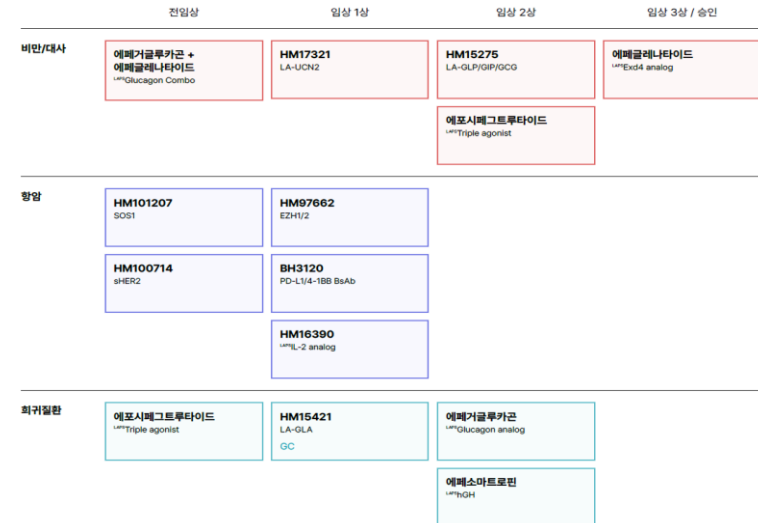 전임상
임상 1상
임상 2상
임상 3상 / 승인
비만/대사
에페거글루카곤 +
에페글레나타이드
LAPSGlucagon Combo
HM17321
LA-UCN2
HM15275
LA-GLP/GIP/GCG
에페글레나타이드
LAPSExd4 analog
에포시페그트루타이드
LAPSTriple agonist
항암
HM101207
SOS1
HM97662
EZH1/2
HM100714
sHER2
BH3120
PD-L1/4-1BB BsAb
HM16390
LAPSIL-2 analog
희귀질환
에포시페그트루타이드
LAPSTriple agonist
HM15421
LA-GLA
GC
에페거글루카곤
LAPSGlucagon analog
에페소마트로핀
LAPShGH